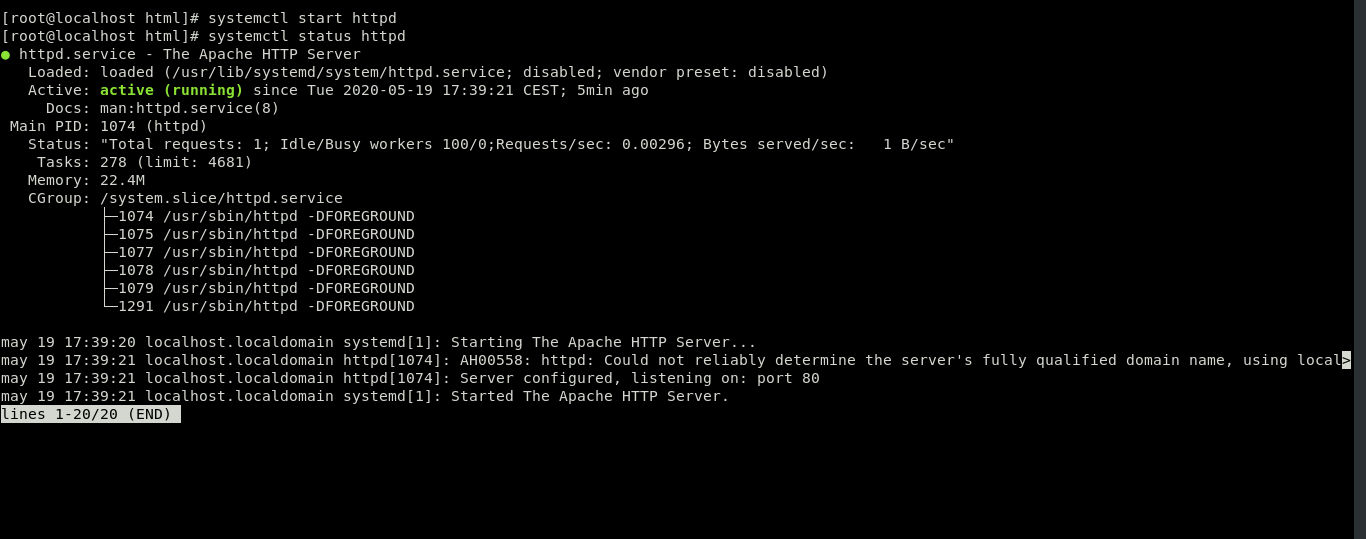 [root@localhost html]# systemctl start httpd
[root@localhost html]# systemctl status httpd
● httpd.service - The Apache HTTP Server
   Loaded: loaded (/usr/lib/systemd/system/httpd.service; disabled; vendor preset: disabled)
   Active: active (running) since Tue 2020-05-19 17:39:21 CEST; 5min ago
     Docs: man:httpd.service(8)
 Main PID: 1074 (httpd)
   Status: "Total requests: 1; Idle/Busy workers 100/0;Requests/sec: 0.00296; Bytes served/sec:   1 B/sec"
    Tasks: 278 (limit: 4681)
   Memory: 22.4M
   CGroup: /system.slice/httpd.service
           ├─1074 /usr/sbin/httpd -DFOREGROUND
           ├─1075 /usr/sbin/httpd -DFOREGROUND
           ├─1077 /usr/sbin/httpd -DFOREGROUND
           ├─1078 /usr/sbin/httpd -DFOREGROUND
           ├─1079 /usr/sbin/httpd -DFOREGROUND
           └─1291 /usr/sbin/httpd -DFOREGROUND

may 19 17:39:20 localhost.localdomain systemd[1]: Starting The Apache HTTP Server...
may 19 17:39:21 localhost.localdomain httpd[1074]: AH00558: httpd: Could not reliably determine the server's fully qualified domain name, using local>
may 19 17:39:21 localhost.localdomain httpd[1074]: Server configured, listening on: port 80
may 19 17:39:21 localhost.localdomain systemd[1]: Started The Apache HTTP Server.
lines 1-20/20 (END)